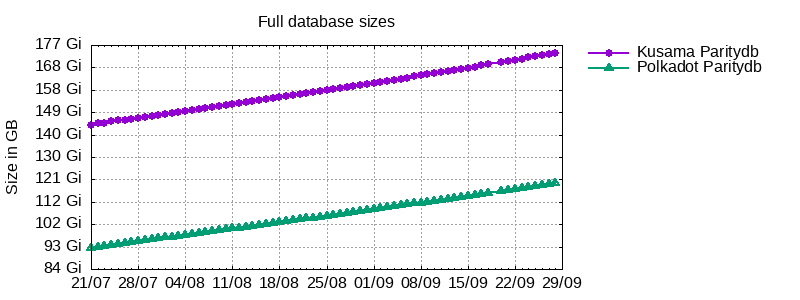 Full database sizes
177 Gi
168 Gi
158 Gi
149 Gi
140 Gi
130 Gi
121 Gi
112 Gi
102 Gi
93 Gi
84 Gi
Size in GB
21/07 28/07 04/08 11/08 18/08 25/08 01/09 08/09 15/09 22/09 29/09
Kusama Paritydb
Polkadot Paritydb